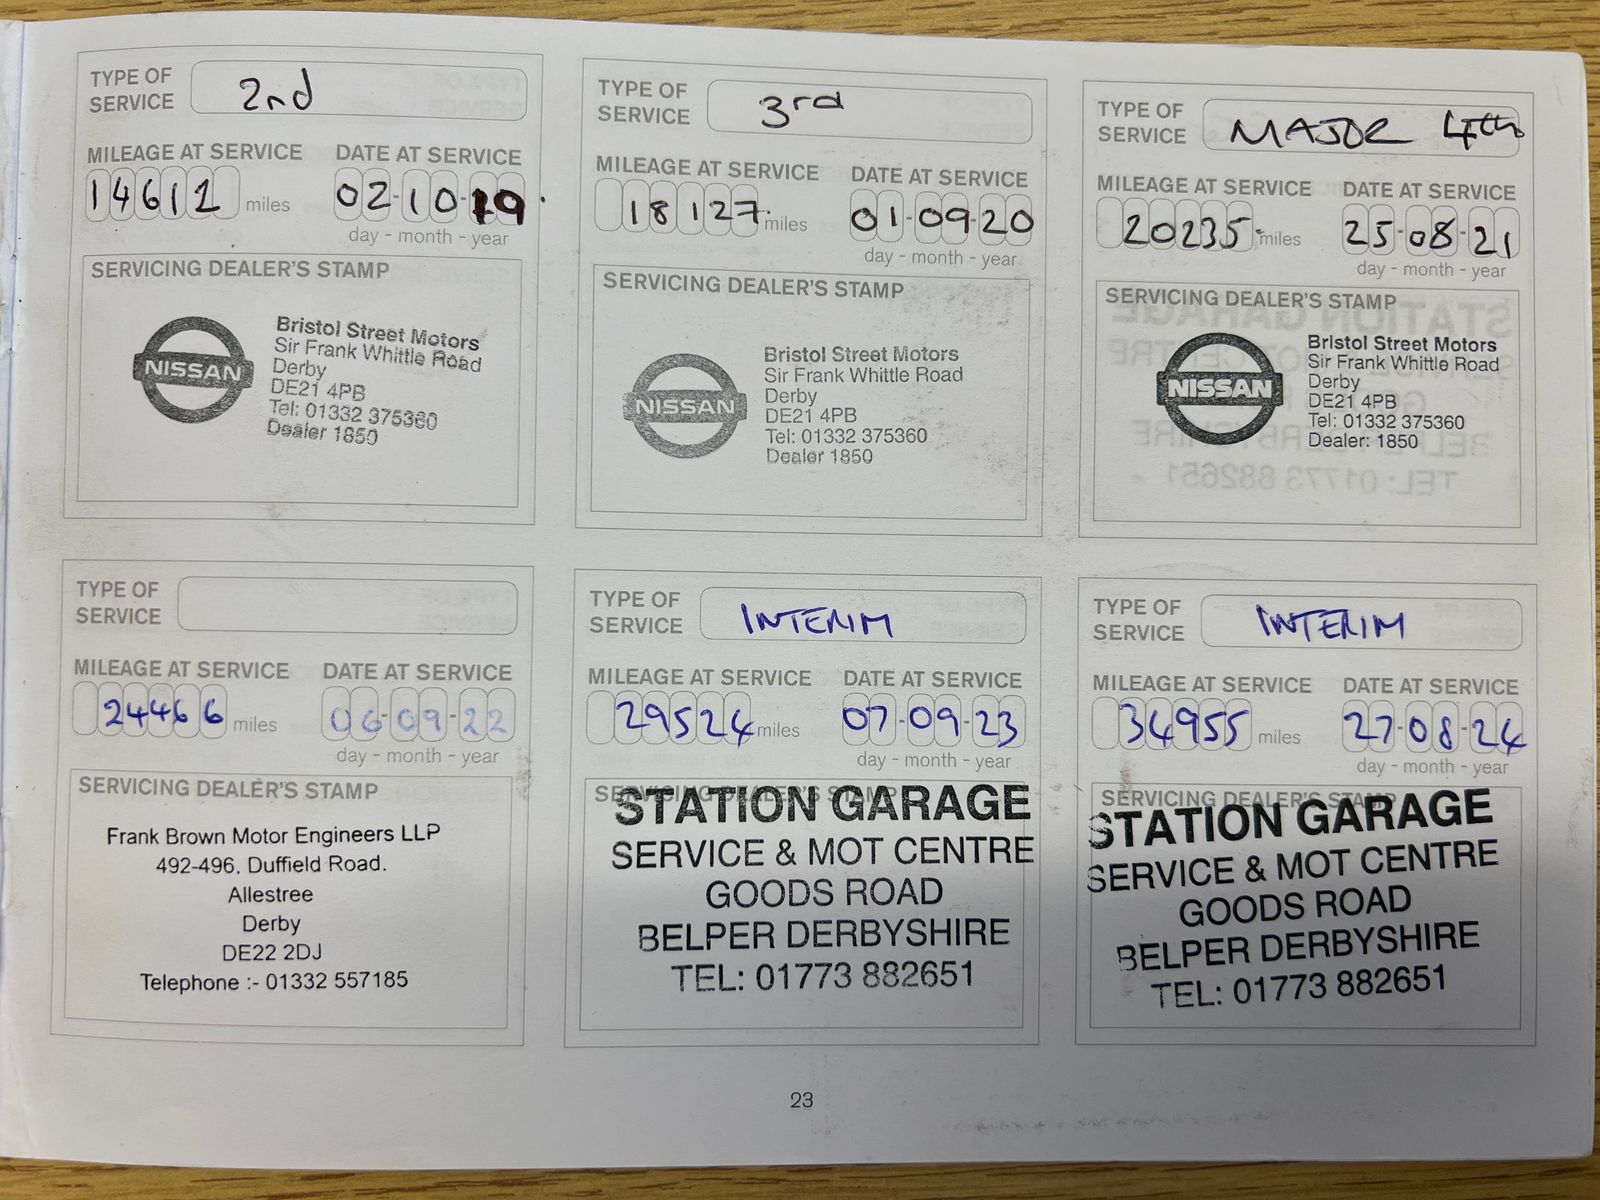 TYPE OF SERVICE 2nd
MILEAGE AT SERVICE DATE AT SERVICE
14612 miles 02-10-19
day - month - year
SERVICING DEALER'S STAMP
NISSAN
Bristol Street Motors
Sir Frank Whittle Road
Derby
DE21 4PB
Tel: 01332 375360
Dealer 1850
TYPE OF SERVICE 3rd
MILEAGE AT SERVICE DATE AT SERVICE
18127 miles 01-09-20
day - month - year
SERVICING DEALER'S STAMP
NISSAN
Bristol Street Motors
Sir Frank Whittle Road
Derby
DE21 4PB
Tel: 01332 375360
Dealer 1850
TYPE OF SERVICE MAJOR 4th
MILEAGE AT SERVICE DATE AT SERVICE
20235 miles 25-08-21
day - month - year
SERVICING DEALER'S STAMP
NISSAN
Bristol Street Motors
Sir Frank Whittle Road
Derby
DE21 4PB
Tel: 01332 375360
Dealer: 1850
TYPE OF SERVICE
MILEAGE AT SERVICE DATE AT SERVICE
24466 miles 06-09-22
day - month - year
SERVICING DEALER'S STAMP
Frank Brown Motor Engineers LLP
492-496, Duffield Road.
Allestree
Derby
DE22 2DJ
Telephone :- 01332 557185
TYPE OF SERVICE INTERIM
MILEAGE AT SERVICE DATE AT SERVICE
29524 miles 07-09-23
day - month - year
SERVICING DEALER'S STAMP
STATION GARAGE
SERVICE & MOT CENTRE
GOODS ROAD
BELPER DERBYSHIRE
TEL: 01773 882651
TYPE OF SERVICE INTERIM
MILEAGE AT SERVICE DATE AT SERVICE
34955 miles 27-08-24
day - month - year
SERVICING DEALER'S STAMP
STATION GARAGE
SERVICE & MOT CENTRE
GOODS ROAD
BELPER DERBYSHIRE
TEL: 01773 882651
23